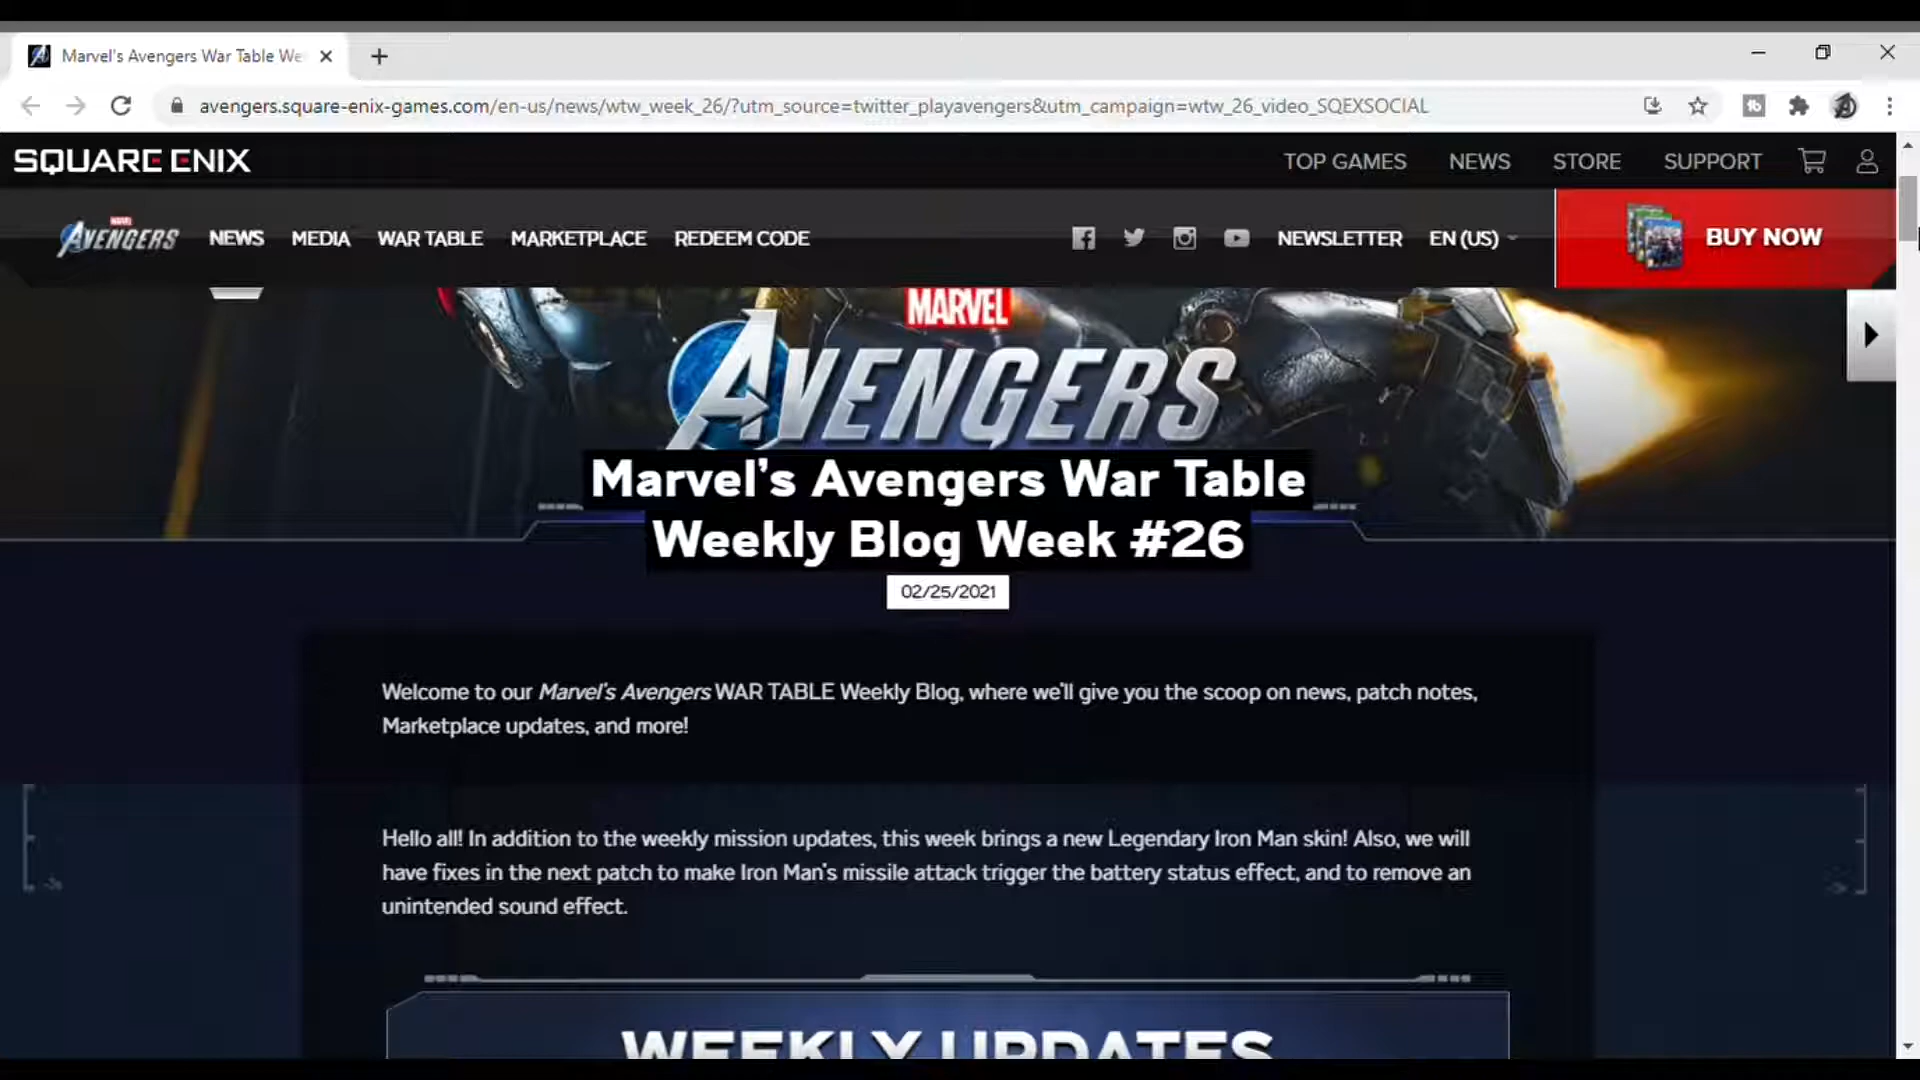 Marvel's Avengers War Table We
avengers.square-enix-games.com/en-us/news/wtw_week_26/?utm_source=twitter_playavengers&utm_campaign=wtw_26_video_SQEXSOCIAL
SQUARE ENIX
TOP GAMES NEWS STORE SUPPORT
MARVEL
AVENGERS
NEWS MEDIA WAR TABLE MARKETPLACE REDEEM CODE
NEWSLETTER EN (US)
BUY NOW
MARVEL
AVENGERS
Marvel's Avengers War Table
Weekly Blog Week #26
02/25/2021
Welcome to our Marvel's Avengers WAR TABLE Weekly Blog, where we'll give you the scoop on news, patch notes,
Marketplace updates, and more!
Hello all! In addition to the weekly mission updates, this week brings a new Legendary Iron Man skin! Also, we will
have fixes in the next patch to make Iron Man's missile attack trigger the battery status effect, and to remove an
unintended sound effect.
WEEKLY UPDATES